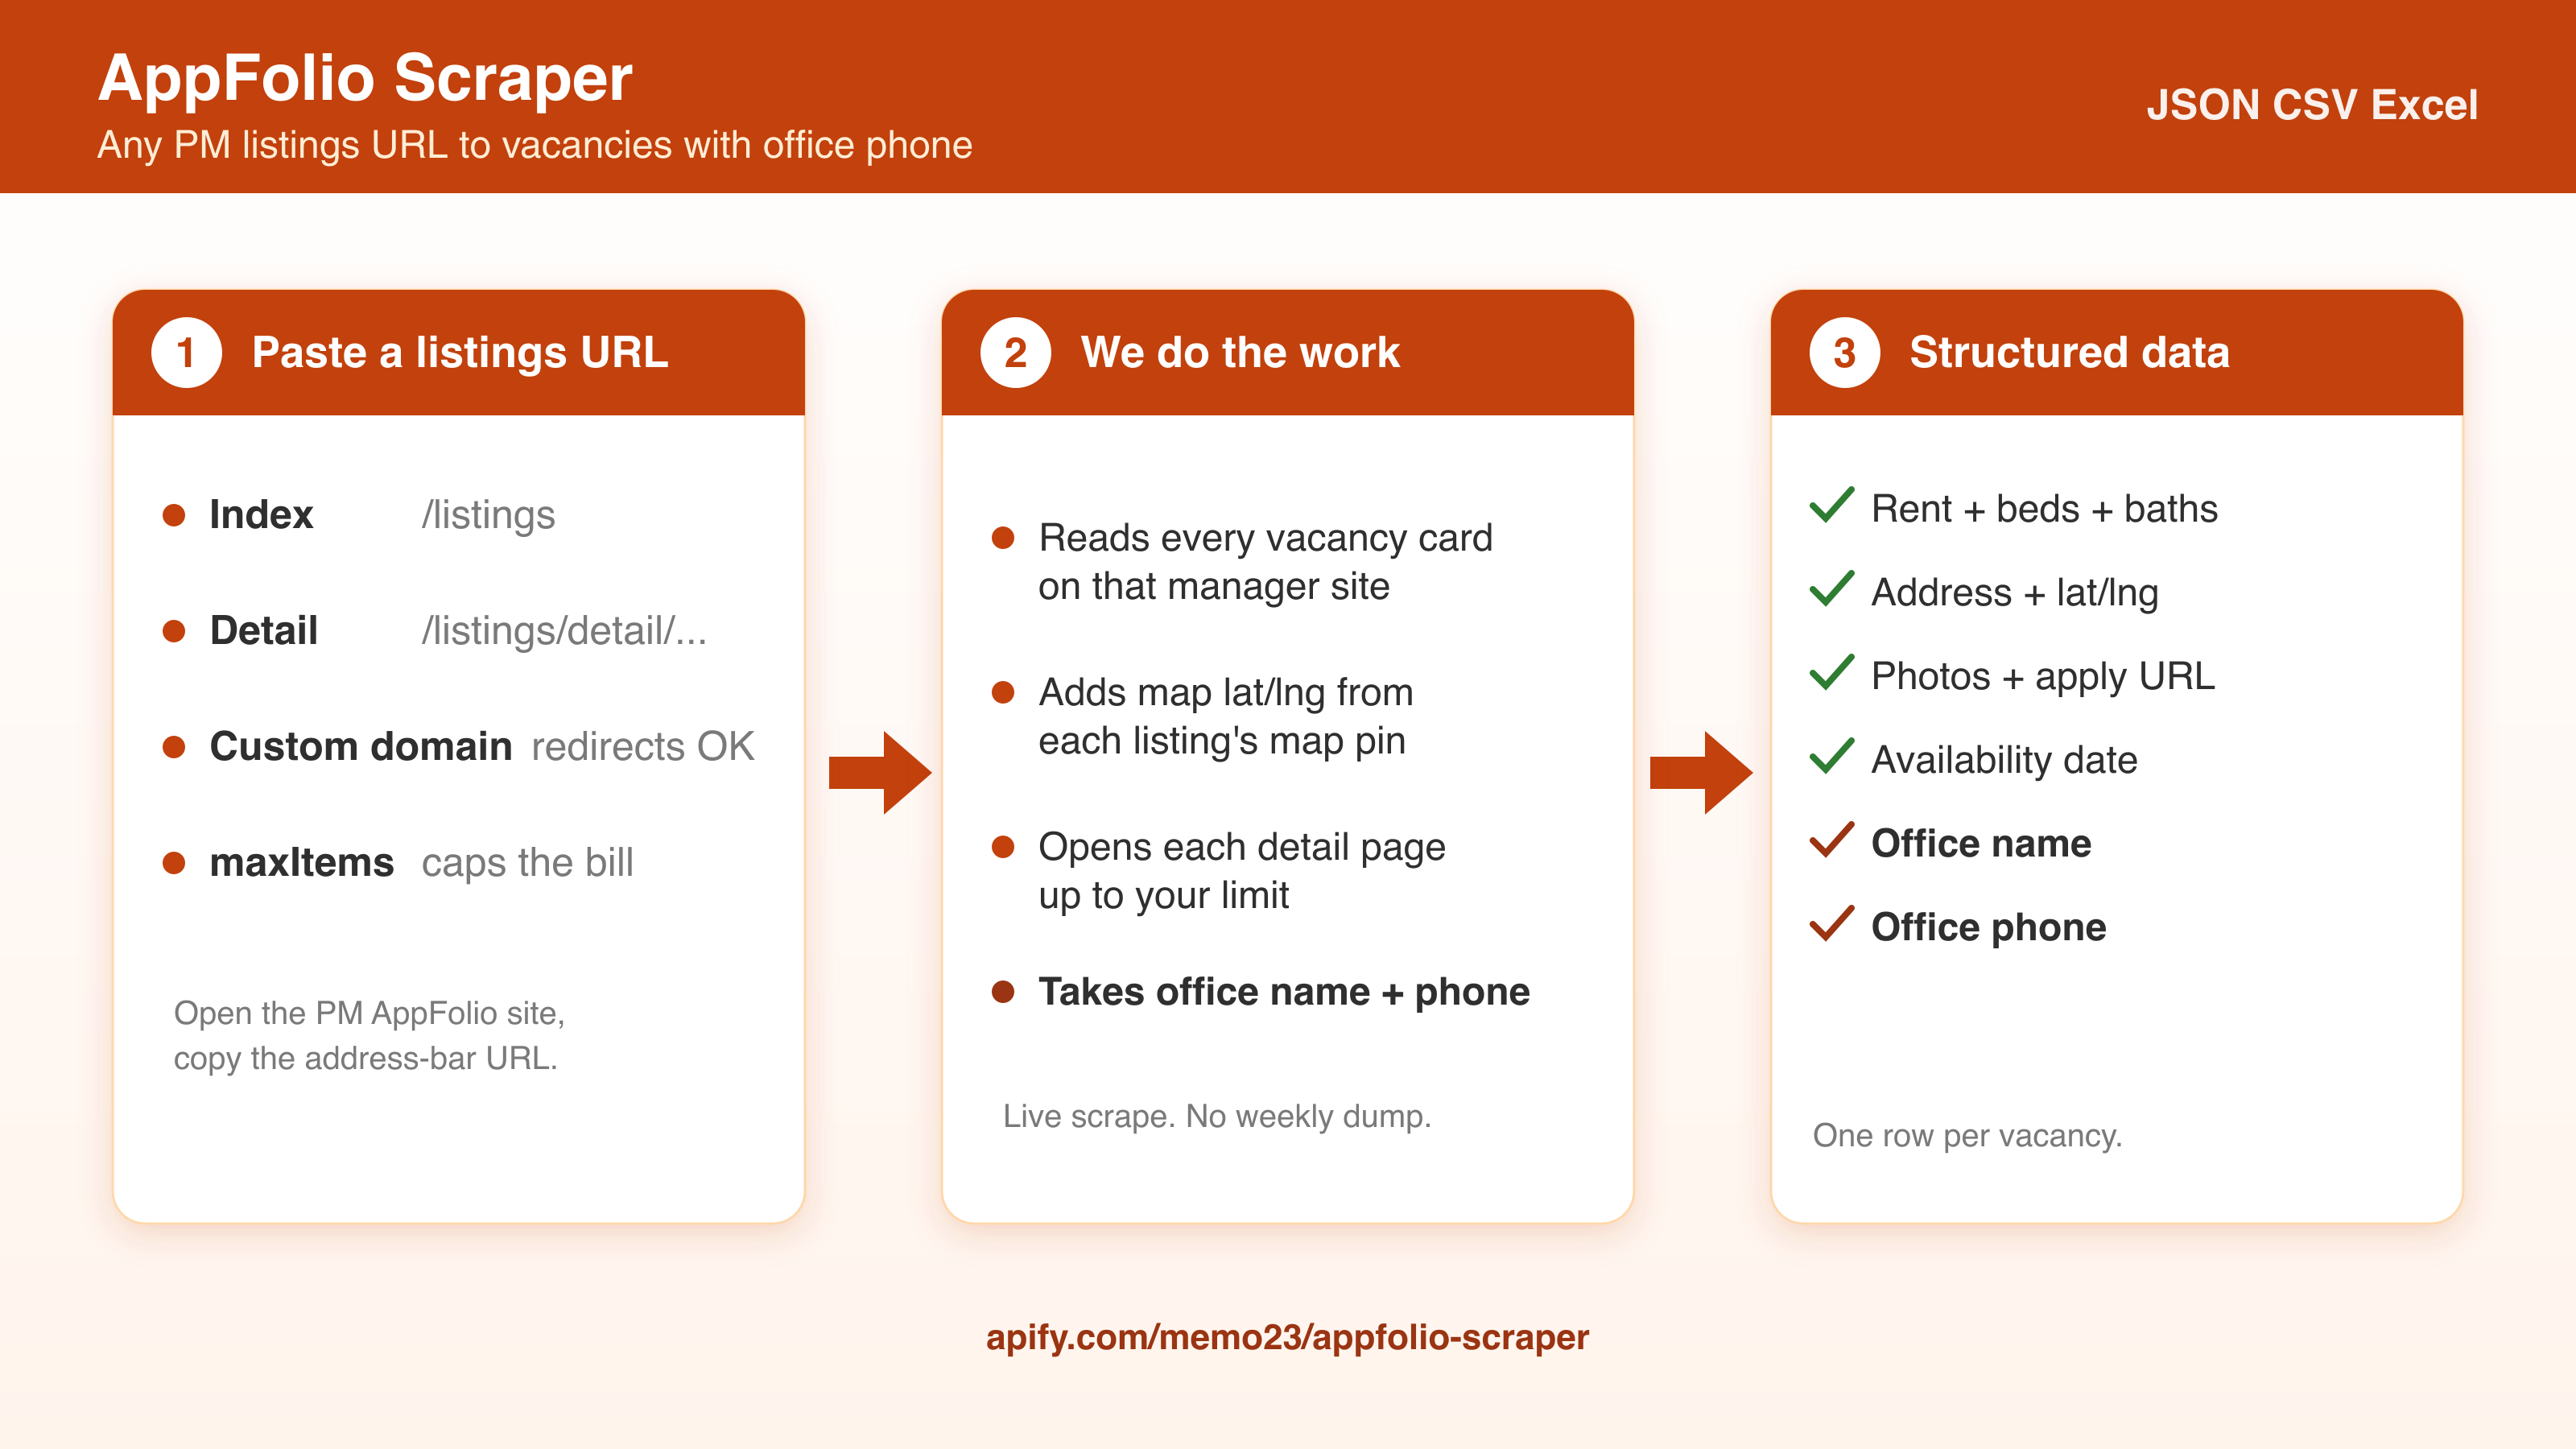 AppFolio Scraper
Any PM listings URL to vacancies with office phone
JSON CSV Excel
1 Paste a listings URL
Index /listings
Detail /listings/detail/...
Custom domain redirects OK
maxItems caps the bill
Open the PM AppFolio site,
copy the address-bar URL.
2 We do the work
Reads every vacancy card
on that manager site
Adds map lat/lng from
each listing's map pin
Opens each detail page
up to your limit
Takes office name + phone
Live scrape. No weekly dump.
3 Structured data
Rent + beds + baths
Address + lat/lng
Photos + apply URL
Availability date
Office name
Office phone
One row per vacancy.
apify.com/memo23/appfolio-scraper